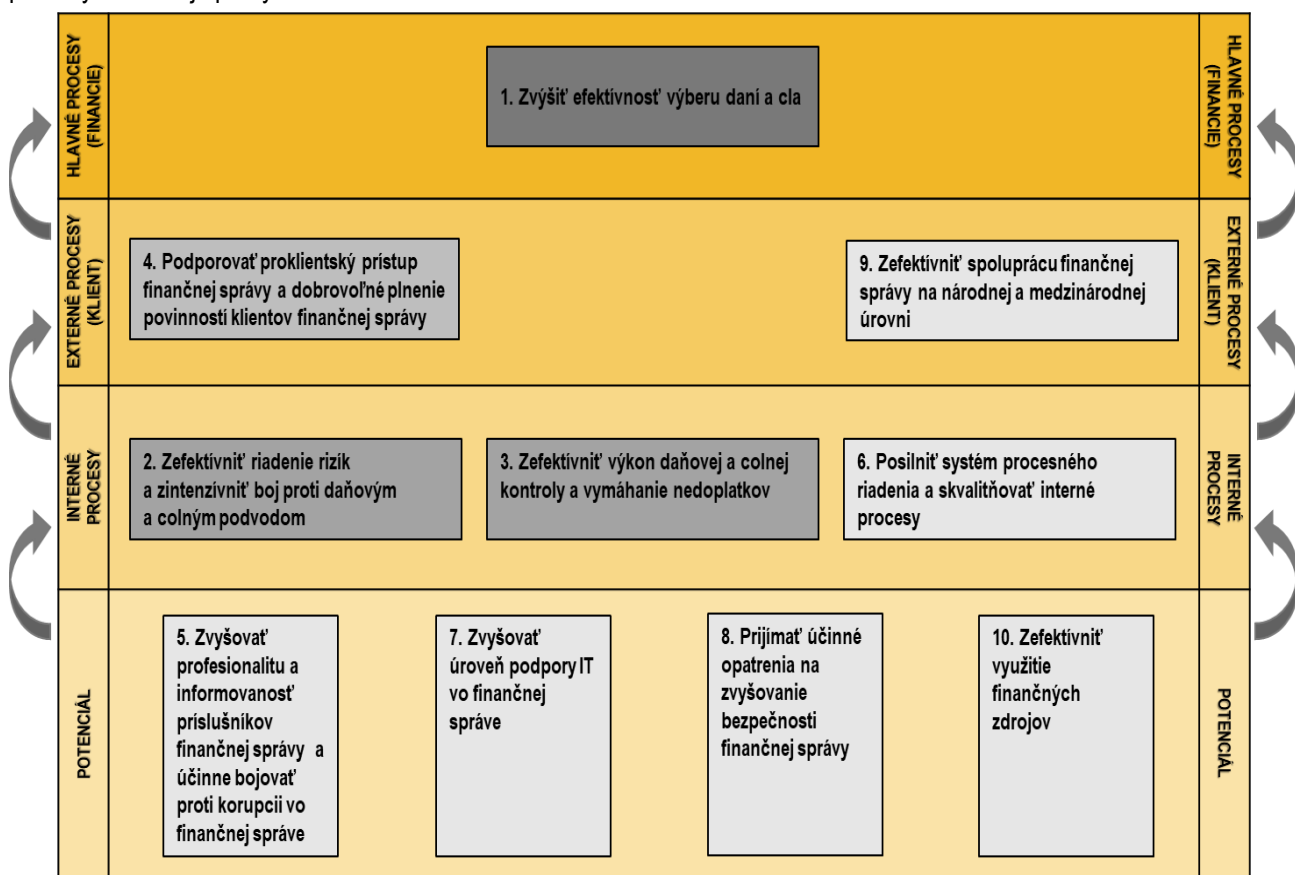 HLAVNÉ PROCESY
(FINANCIE)
1. Zvýšiť efektívnosť výberu daní a cla
HLAVNÉ PROCESY
(FINANCIE)
EXTERNÉ PROCESY
(KLIENT)
4. Podporovať proklientský prístup
finančnej správy a dobrovoľné plnenie
povinností klientov finančnej správy
9. Zefektívniť spoluprácu finančnej
správy na národnej a medzinárodnej
úrovni
EXTERNÉ PROCESY
(KLIENT)
INTERNÉ
PROCESY
2. Zefektívniť riadenie rizík
a zintenzívniť boj proti daňovým
a colným podvodom
3. Zefektívniť výkon daňovej a colnej
kontroly a vymáhanie nedoplatkov
6. Posilniť systém procesného
riadenia a skvalitňovať interné
procesy
INTERNÉ
PROCESY
POTENCIÁL
5. Zvyšovať
profesionalitu a
informovanosť
príslušníkov
finančnej správy a
účinne bojovať
proti korupcii vo
finančnej správe
7. Zvyšovať
úroveň podpory IT
vo finančnej
správe
8. Prijímať účinné
opatrenia na
zvyšovanie
bezpečnosti
finančnej správy
10. Zefektívniť
využitie
finančných
zdrojov
POTENCIÁL